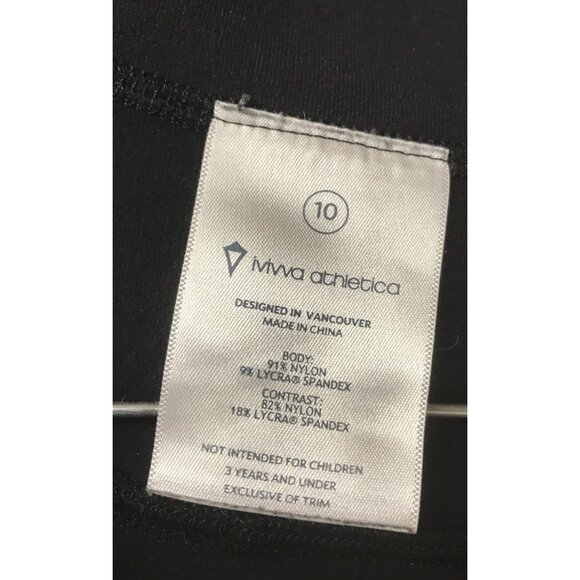 10
ivivva athletica
DESIGNED IN VANCOUVER
MADE IN CHINA
BODY:
91% NYLON
9% LYCRA® SPANDEX
CONTRAST:
82% NYLON
18% LYCRA® SPANDEX
NOT INTENDED FOR CHILDREN
3 YEARS AND UNDER
EXCLUSIVE OF TRIM